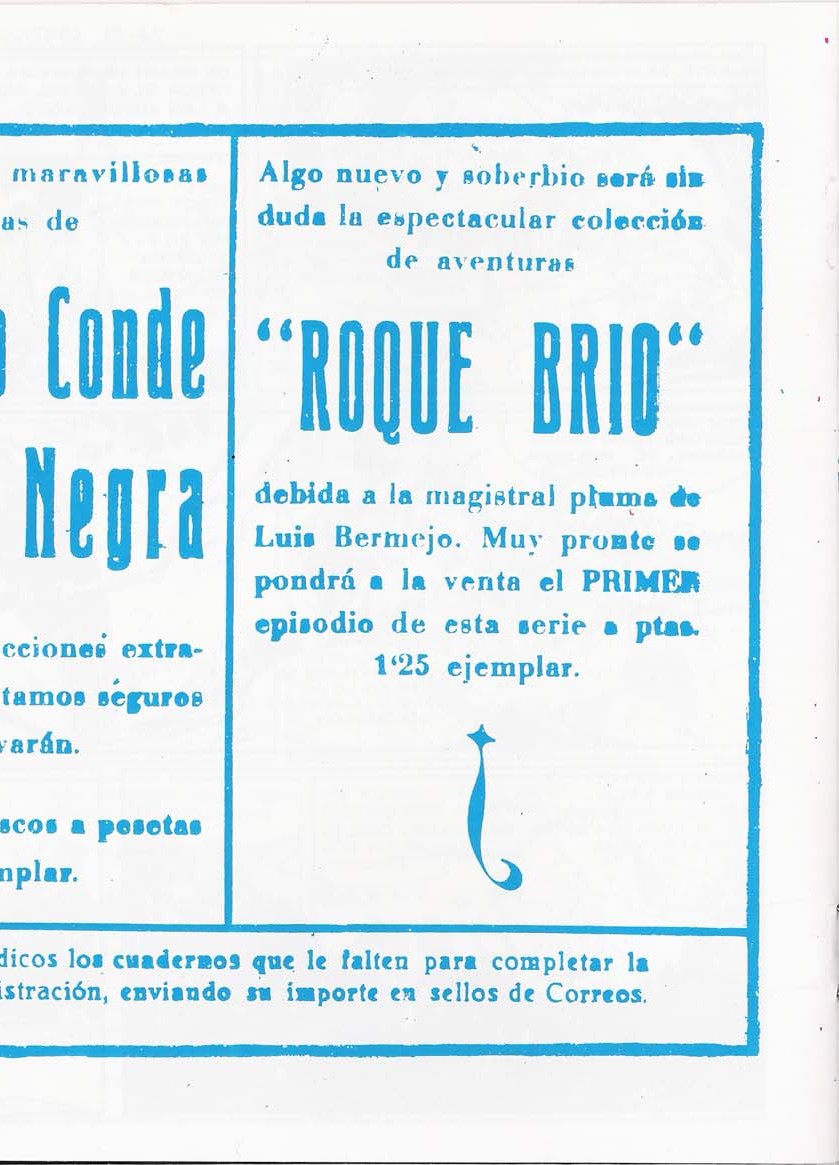 maravillosas
as de
o Conde
Negra
cciones extra-
tamos seguros
varán.
scos a pesetas
mplar.
Algo nuevo y soberbio será sin
duda la espectacular colección
de aventuras
“ROQUE BRIO“
debida a la magistral pluma de
Luis Bermejo. Muy pronto se
pondrá a la venta el PRIMER
episodio de esta serie a ptas.
1‘25 ejemplar.
dicos los cuadernos que le falten para completar la
istración, enviando su importe en sellos de Correos.